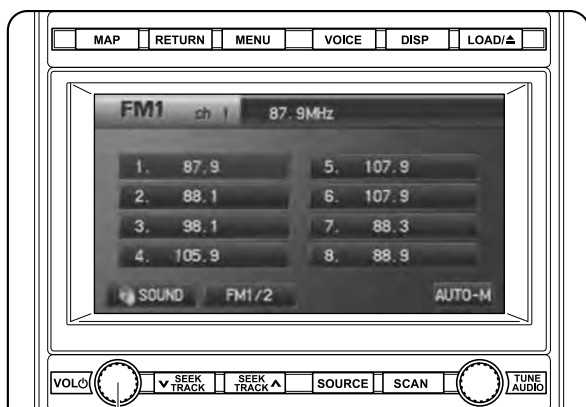 MAP RETURN MENU VOICE DISP LOAD/⏏
FM1 ch 1 87.9MHz
1. 87.9 5. 107.9
2. 88.1 6. 107.9
3. 98.1 7. 88.3
4. 105.9 8. 88.9
SOUND FM1/2 AUTO-M
VOL⏻ ∨ SEEK TRACK SEEK TRACK ∧ SOURCE SCAN TUNE AUDIO